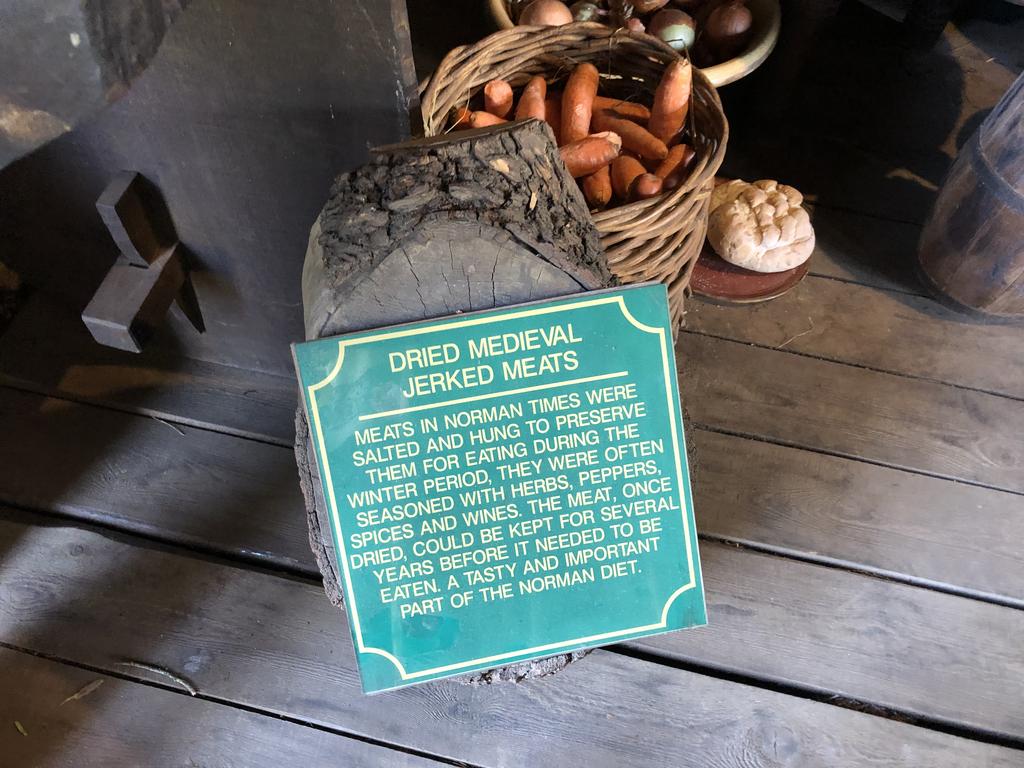 DRIED MEDIEVAL
JERKED MEATS
MEATS IN NORMAN TIMES WERE
SALTED AND HUNG TO PRESERVE
THEM FOR EATING DURING THE
WINTER PERIOD, THEY WERE OFTEN
SEASONED WITH HERBS, PEPPERS,
SPICES AND WINES. THE MEAT, ONCE
DRIED, COULD BE KEPT FOR SEVERAL
YEARS BEFORE IT NEEDED TO BE
EATEN. A TASTY AND IMPORTANT
PART OF THE NORMAN DIET.